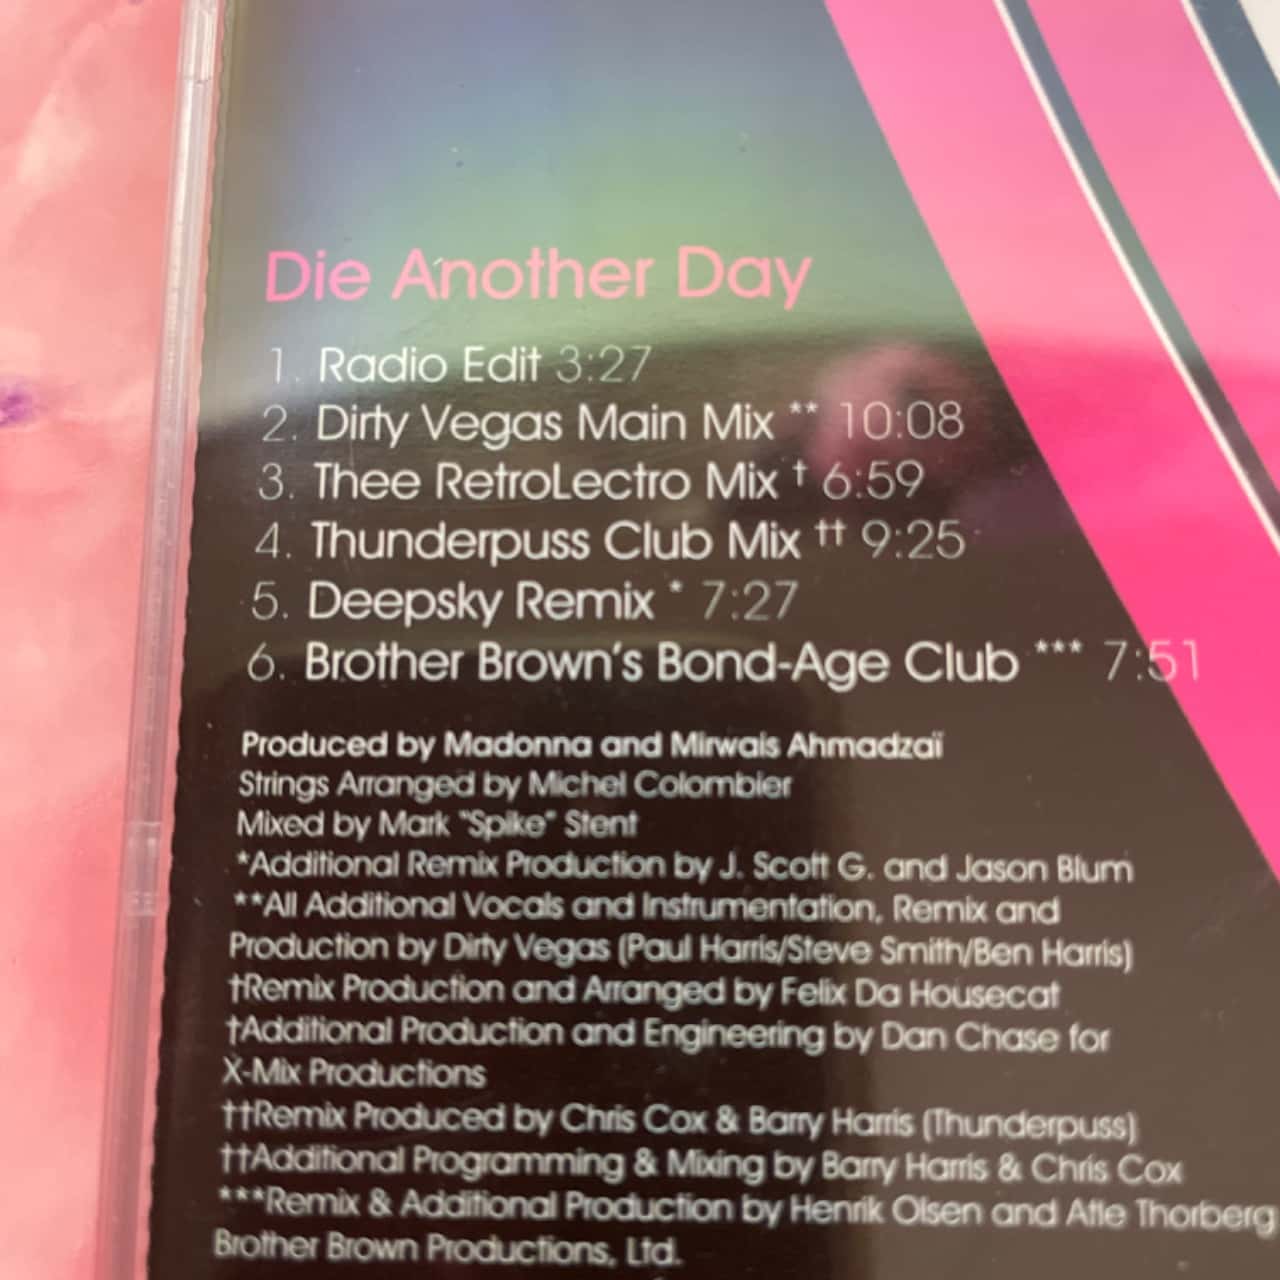 Die Another Day
1. Radio Edit 3:27
2. Dirty Vegas Main Mix ** 10:08
3. Thee RetroLectro Mix † 6:59
4. Thunderpuss Club Mix †† 9:25
5. Deepsky Remix * 7:27
6. Brother Brown's Bond-Age Club *** 7:51
Produced by Madonna and Mirwais Ahmadzaï
Strings Arranged by Michel Colombier
Mixed by Mark "Spike" Stent
*Additional Remix Production by J. Scott G. and Jason Blum
**All Additional Vocals and Instrumentation, Remix and
Production by Dirty Vegas (Paul Harris/Steve Smith/Ben Harris)
†Remix Production and Arranged by Felix Da Housecat
†Additional Production and Engineering by Dan Chase for
X-Mix Productions
††Remix Produced by Chris Cox & Barry Harris (Thunderpuss)
††Additional Programming & Mixing by Barry Harris & Chris Cox
***Remix & Additional Production by Henrik Olsen and Atle Thorberg
Brother Brown Productions, Ltd.